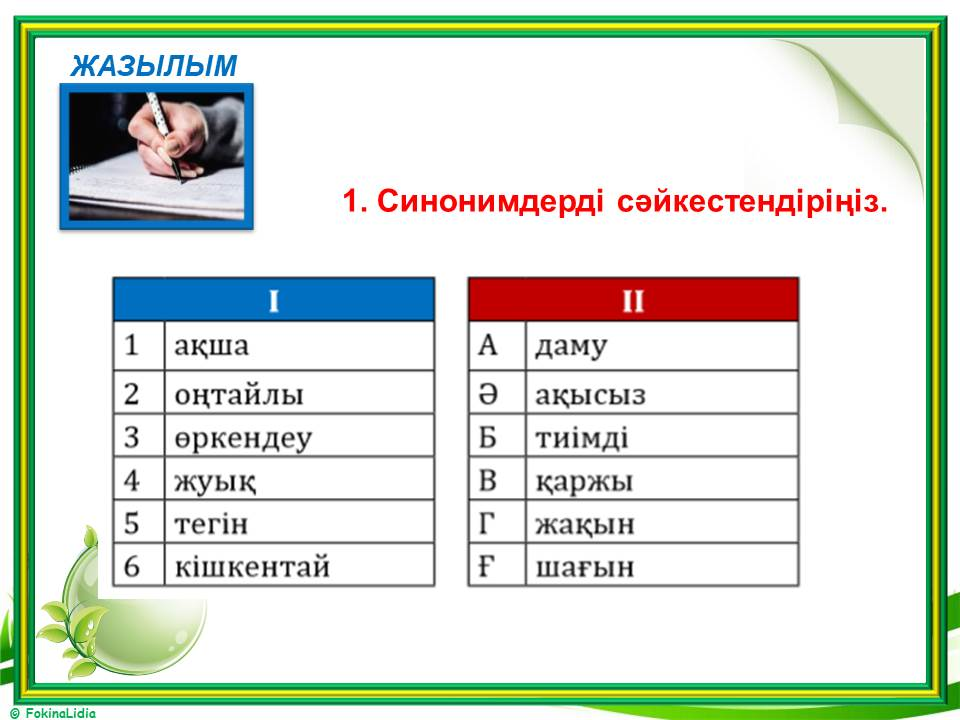 ЖАЗЫЛЫМ
1. Синонимдерді сәйкестендіріңіз.
I
1 ақша
2 оңтайлы
3 өркендеу
4 жуық
5 тегін
6 кішкентай
II
А даму
Ә ақысыз
Б тиімді
В қаржы
Г жақын
Ғ шағын
© FokinaLidia